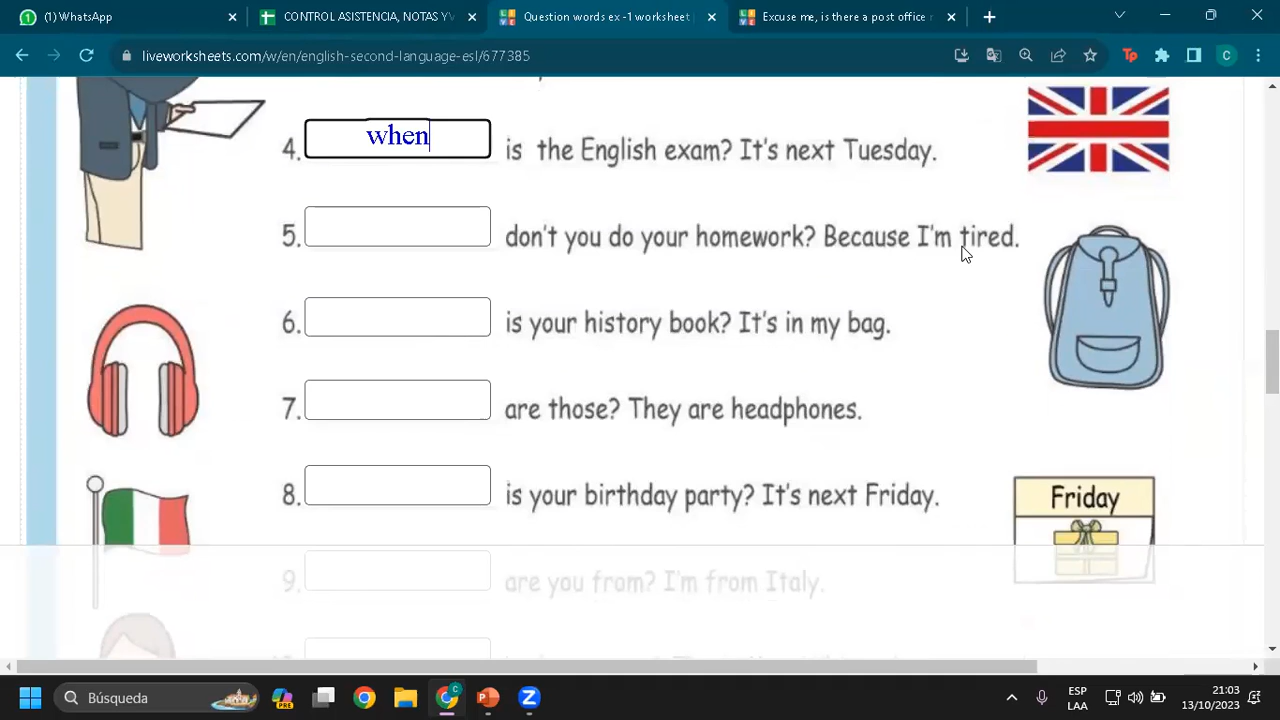 (1) WhatsApp
CONTROL ASISTENCIA, NOTAS YV
Question words ex -1 worksheet
Excuse me, is there a post office n
liveworksheets.com/w/en/english-second-language-esl/677385
4. when is the English exam? It's next Tuesday.
5. don't you do your homework? Because I'm tired.
6. is your history book? It's in my bag.
7. are those? They are headphones.
8. is your birthday party? It's next Friday.
Friday
9. are you from? I'm from Italy.
Búsqueda
PRE
ESP
LAA
21:03
13/10/2023